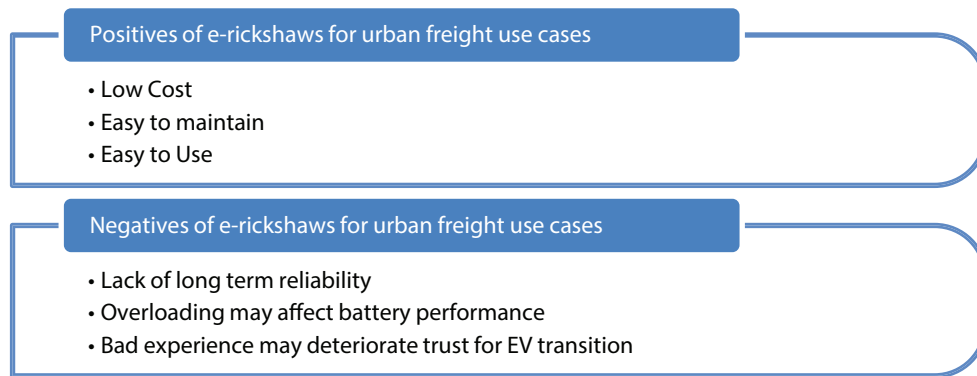 Positives of e-rickshaws for urban freight use cases
• Low Cost
• Easy to maintain
• Easy to Use
Negatives of e-rickshaws for urban freight use cases
• Lack of long term reliability
• Overloading may affect battery performance
• Bad experience may deteriorate trust for EV transition